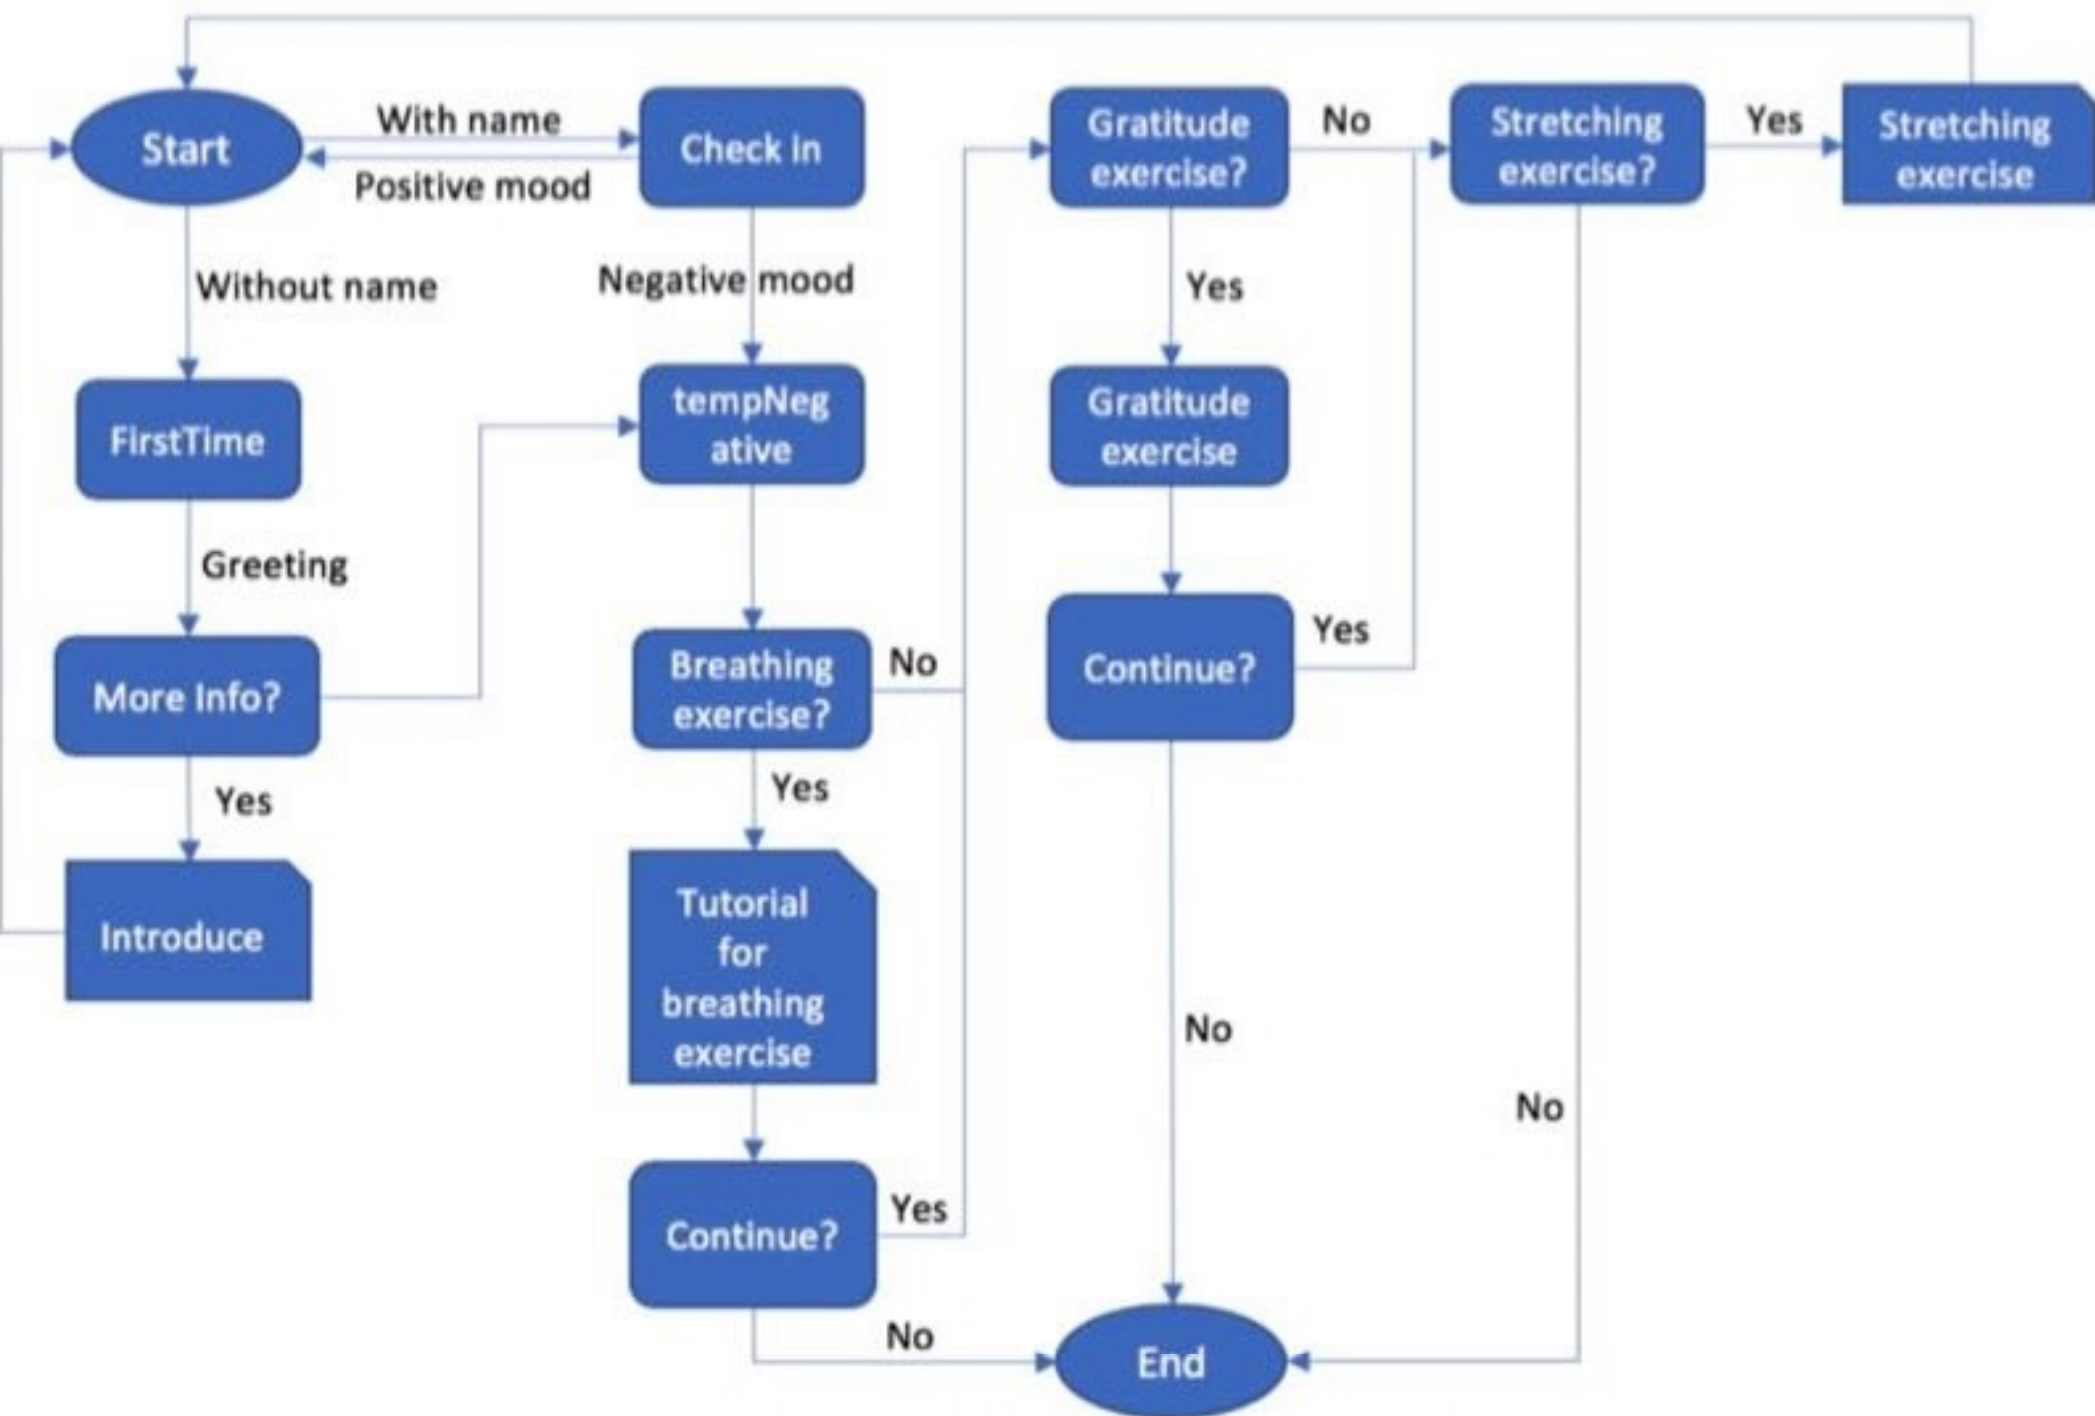 Start
With name
Positive mood
Check in
Without name
Negative mood
FirstTime
tempNeg
ative
Greeting
More Info?
Yes
Introduce
Breathing
exercise?
No
Yes
Tutorial
for
breathing
exercise
Continue?
Yes
No
Gratitude
exercise?
No
Yes
Gratitude
exercise
Continue?
Yes
No
Stretching
exercise?
Yes
Stretching
exercise
No
End